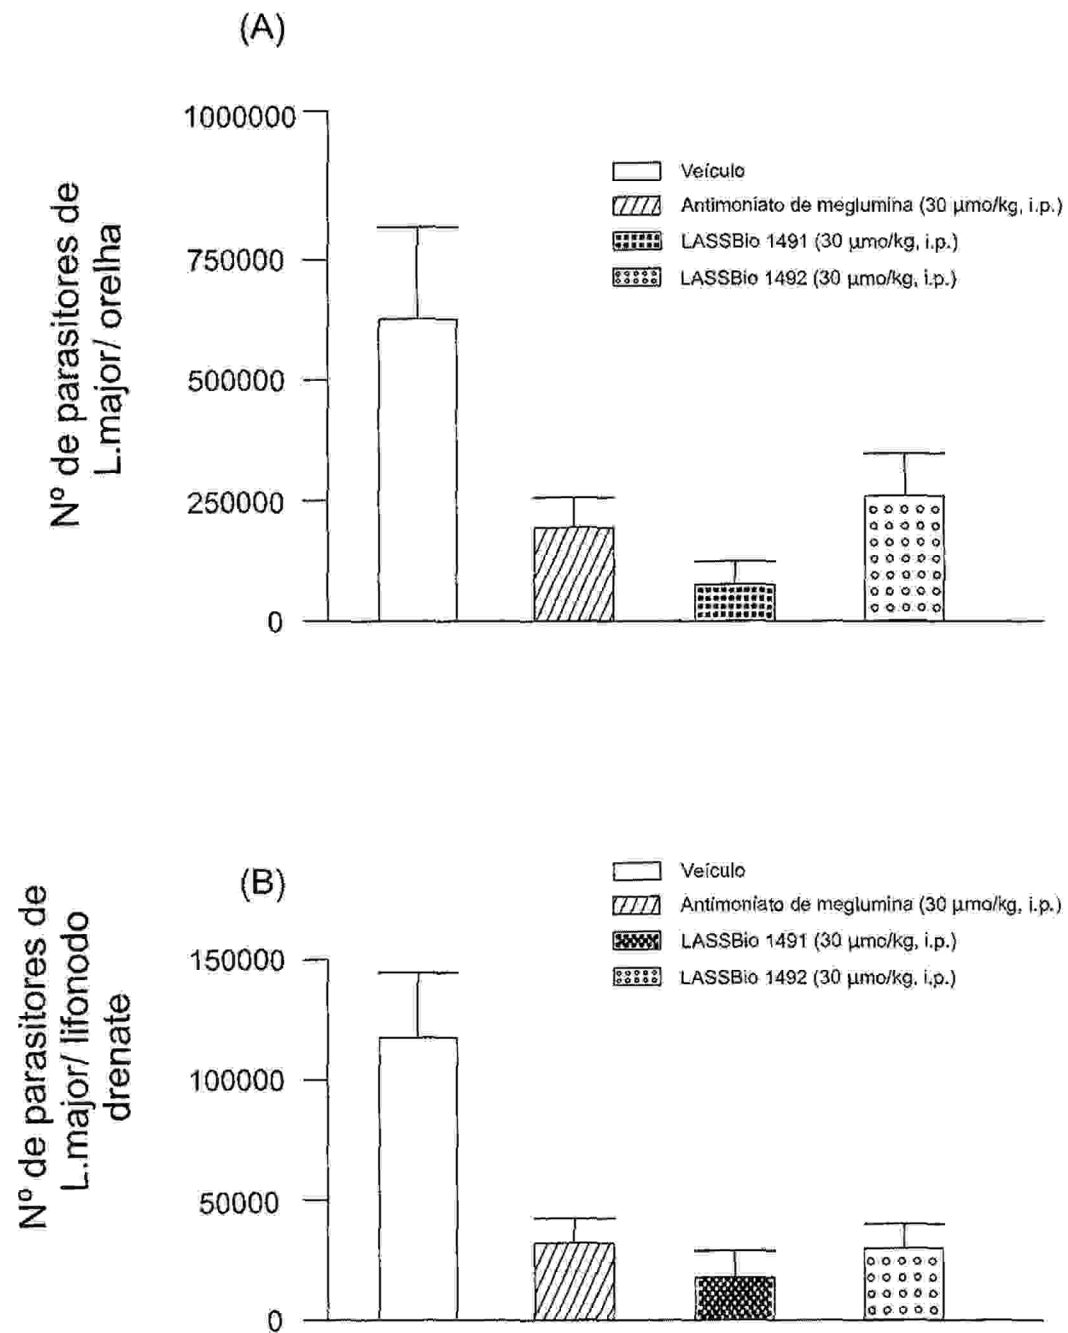 (A)
1000000
750000
500000
250000
0
Nº de parasitores de
L.major/ orelha
Veículo
Antimoniato de meglumina (30 µmo/kg, i.p.)
LASSBio 1491 (30 µmo/kg, i.p.)
LASSBio 1492 (30 µmo/kg, i.p.)
(B)
150000
100000
50000
0
Nº de parasitores de
L.major/ lifonodo
drenate
Veículo
Antimoniato de meglumina (30 µmo/kg, i.p.)
LASSBio 1491 (30 µmo/kg, i.p.)
LASSBio 1492 (30 µmo/kg, i.p.)